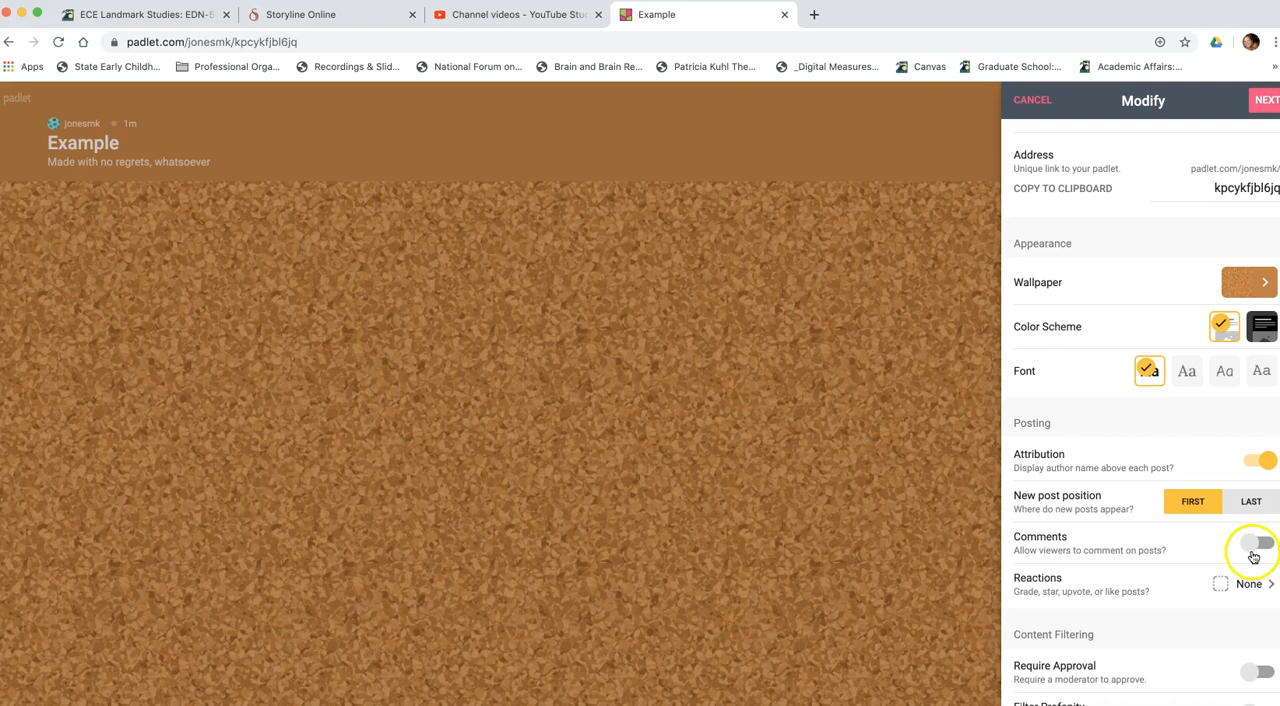 ECE Landmark Studies: EDN-5
Storyline Online
Channel videos - YouTube Stu
Example
padlet.com/jonesmk/kpcykfjbl6jq
Apps
State Early Childh...
Professional Orga...
Recordings & Slid...
National Forum on...
Brain and Brain Re...
Patricia Kuhl The...
_Digital Measures...
Canvas
Graduate School:...
Academic Affairs:...
»
padlet
jonesmk 1m
Example
Made with no regrets, whatsoever
CANCEL
Modify
NEXT
Address
Unique link to your padlet.
padlet.com/jonesmk/
COPY TO CLIPBOARD
kpcykfjbl6jq
Appearance
Wallpaper
Color Scheme
Font
Aa Aa Aa
Posting
Attribution
Display author name above each post?
New post position
Where do new posts appear?
FIRST
LAST
Comments
Allow viewers to comment on posts?
Reactions
Grade, star, upvote, or like posts?
None
Content Filtering
Require Approval
Require a moderator to approve.
Filter Profanity